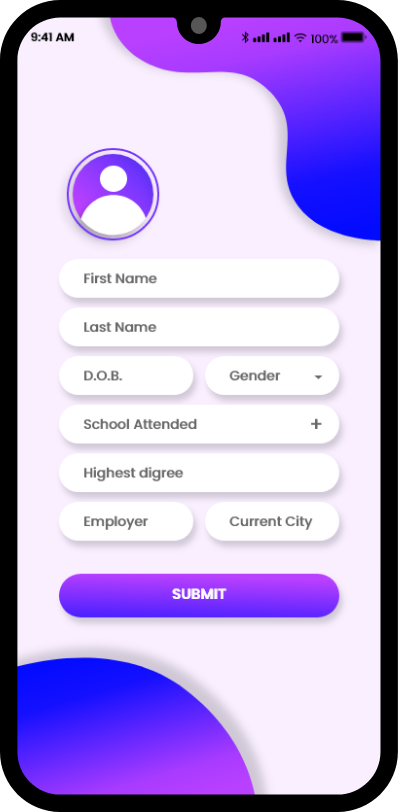 9:41 AM 100%
First Name
Last Name
D.O.B. Gender
School Attended +
Highest digree
Employer Current City
SUBMIT